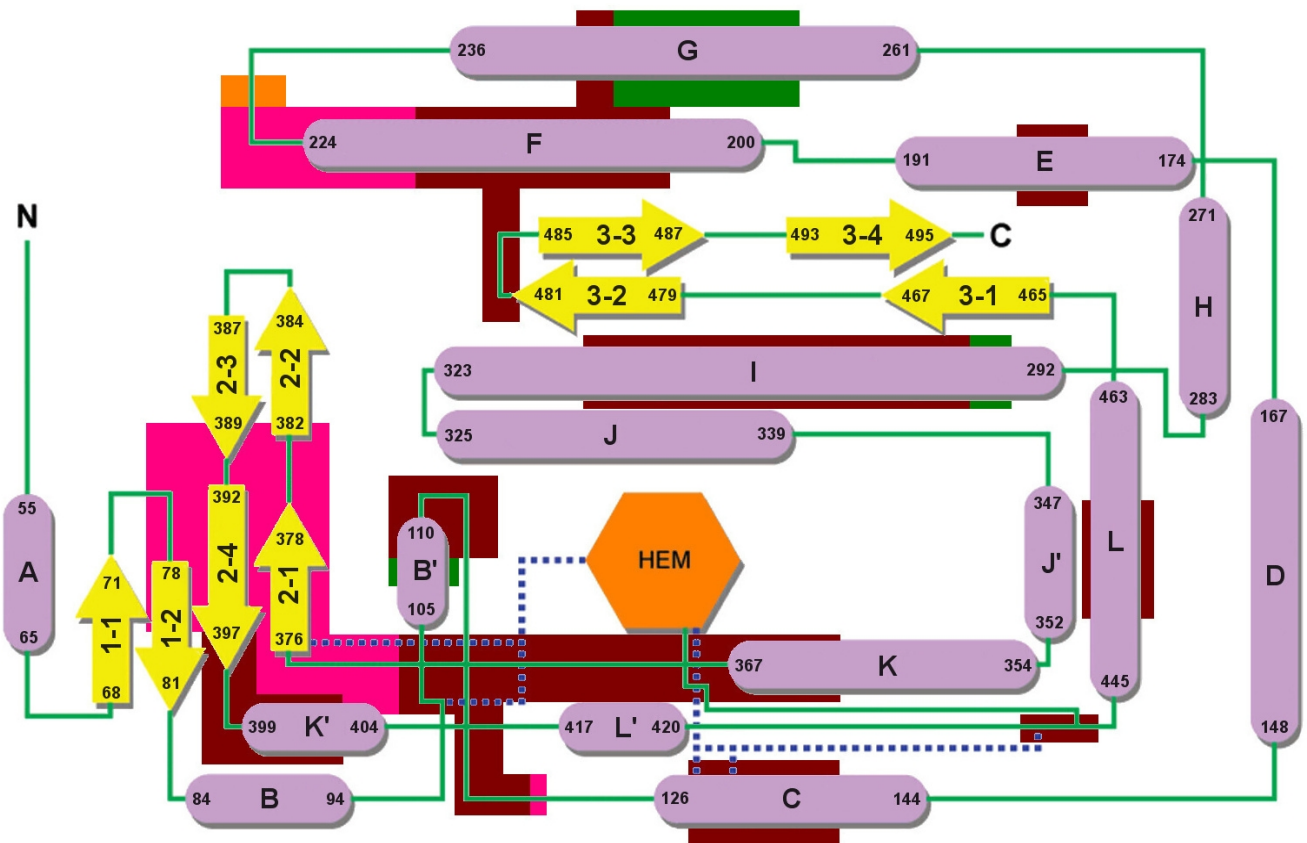 236 G 261
224 F 200
191 E 174
N
271
485 3-3 487
493 3-4 495
C
481 3-2 479
467 3-1 465
H
283
387
2-3
389
384
2-2
382
323 I 292
325 J 339
463
L
445
167
D
148
55
A
65
71
1-1
68
78
1-2
81
392
2-4
397
378
2-1
376
110
B'
105
HEM
347
J'
352
367 K 354
399 K' 404
417 L' 420
84 B 94
126 C 144